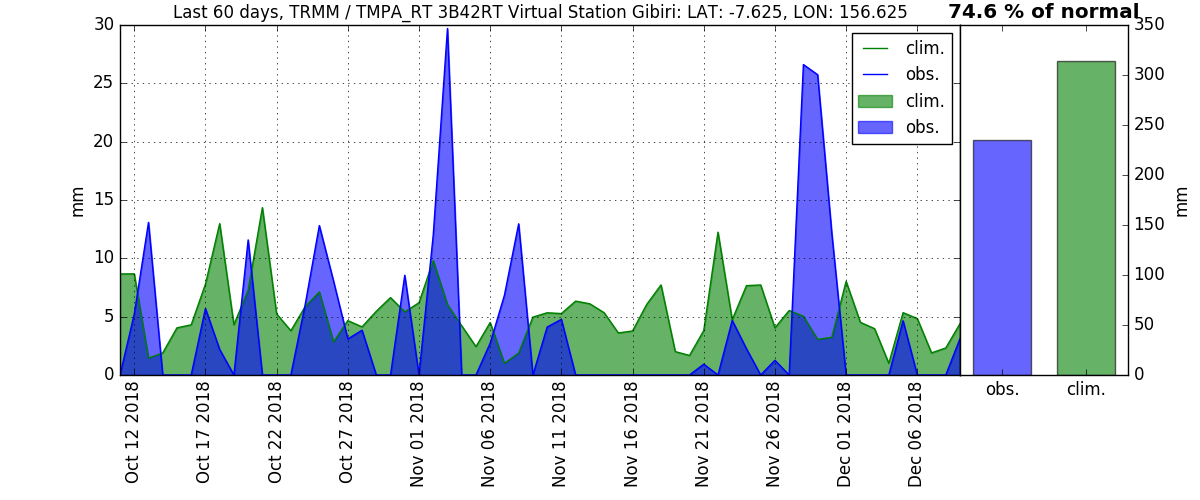 Last 60 days, TRMM / TMPA_RT 3B42RT Virtual Station Gibiri: LAT: -7.625, LON: 156.625
74.6 % of normal
30
25
20
15
10
5
0
mm
clim.
obs.
clim.
obs.
350
300
250
200
150
100
50
0
mm
obs.
clim.
Oct 12 2018
Oct 17 2018
Oct 22 2018
Oct 27 2018
Nov 01 2018
Nov 06 2018
Nov 11 2018
Nov 16 2018
Nov 21 2018
Nov 26 2018
Dec 01 2018
Dec 06 2018